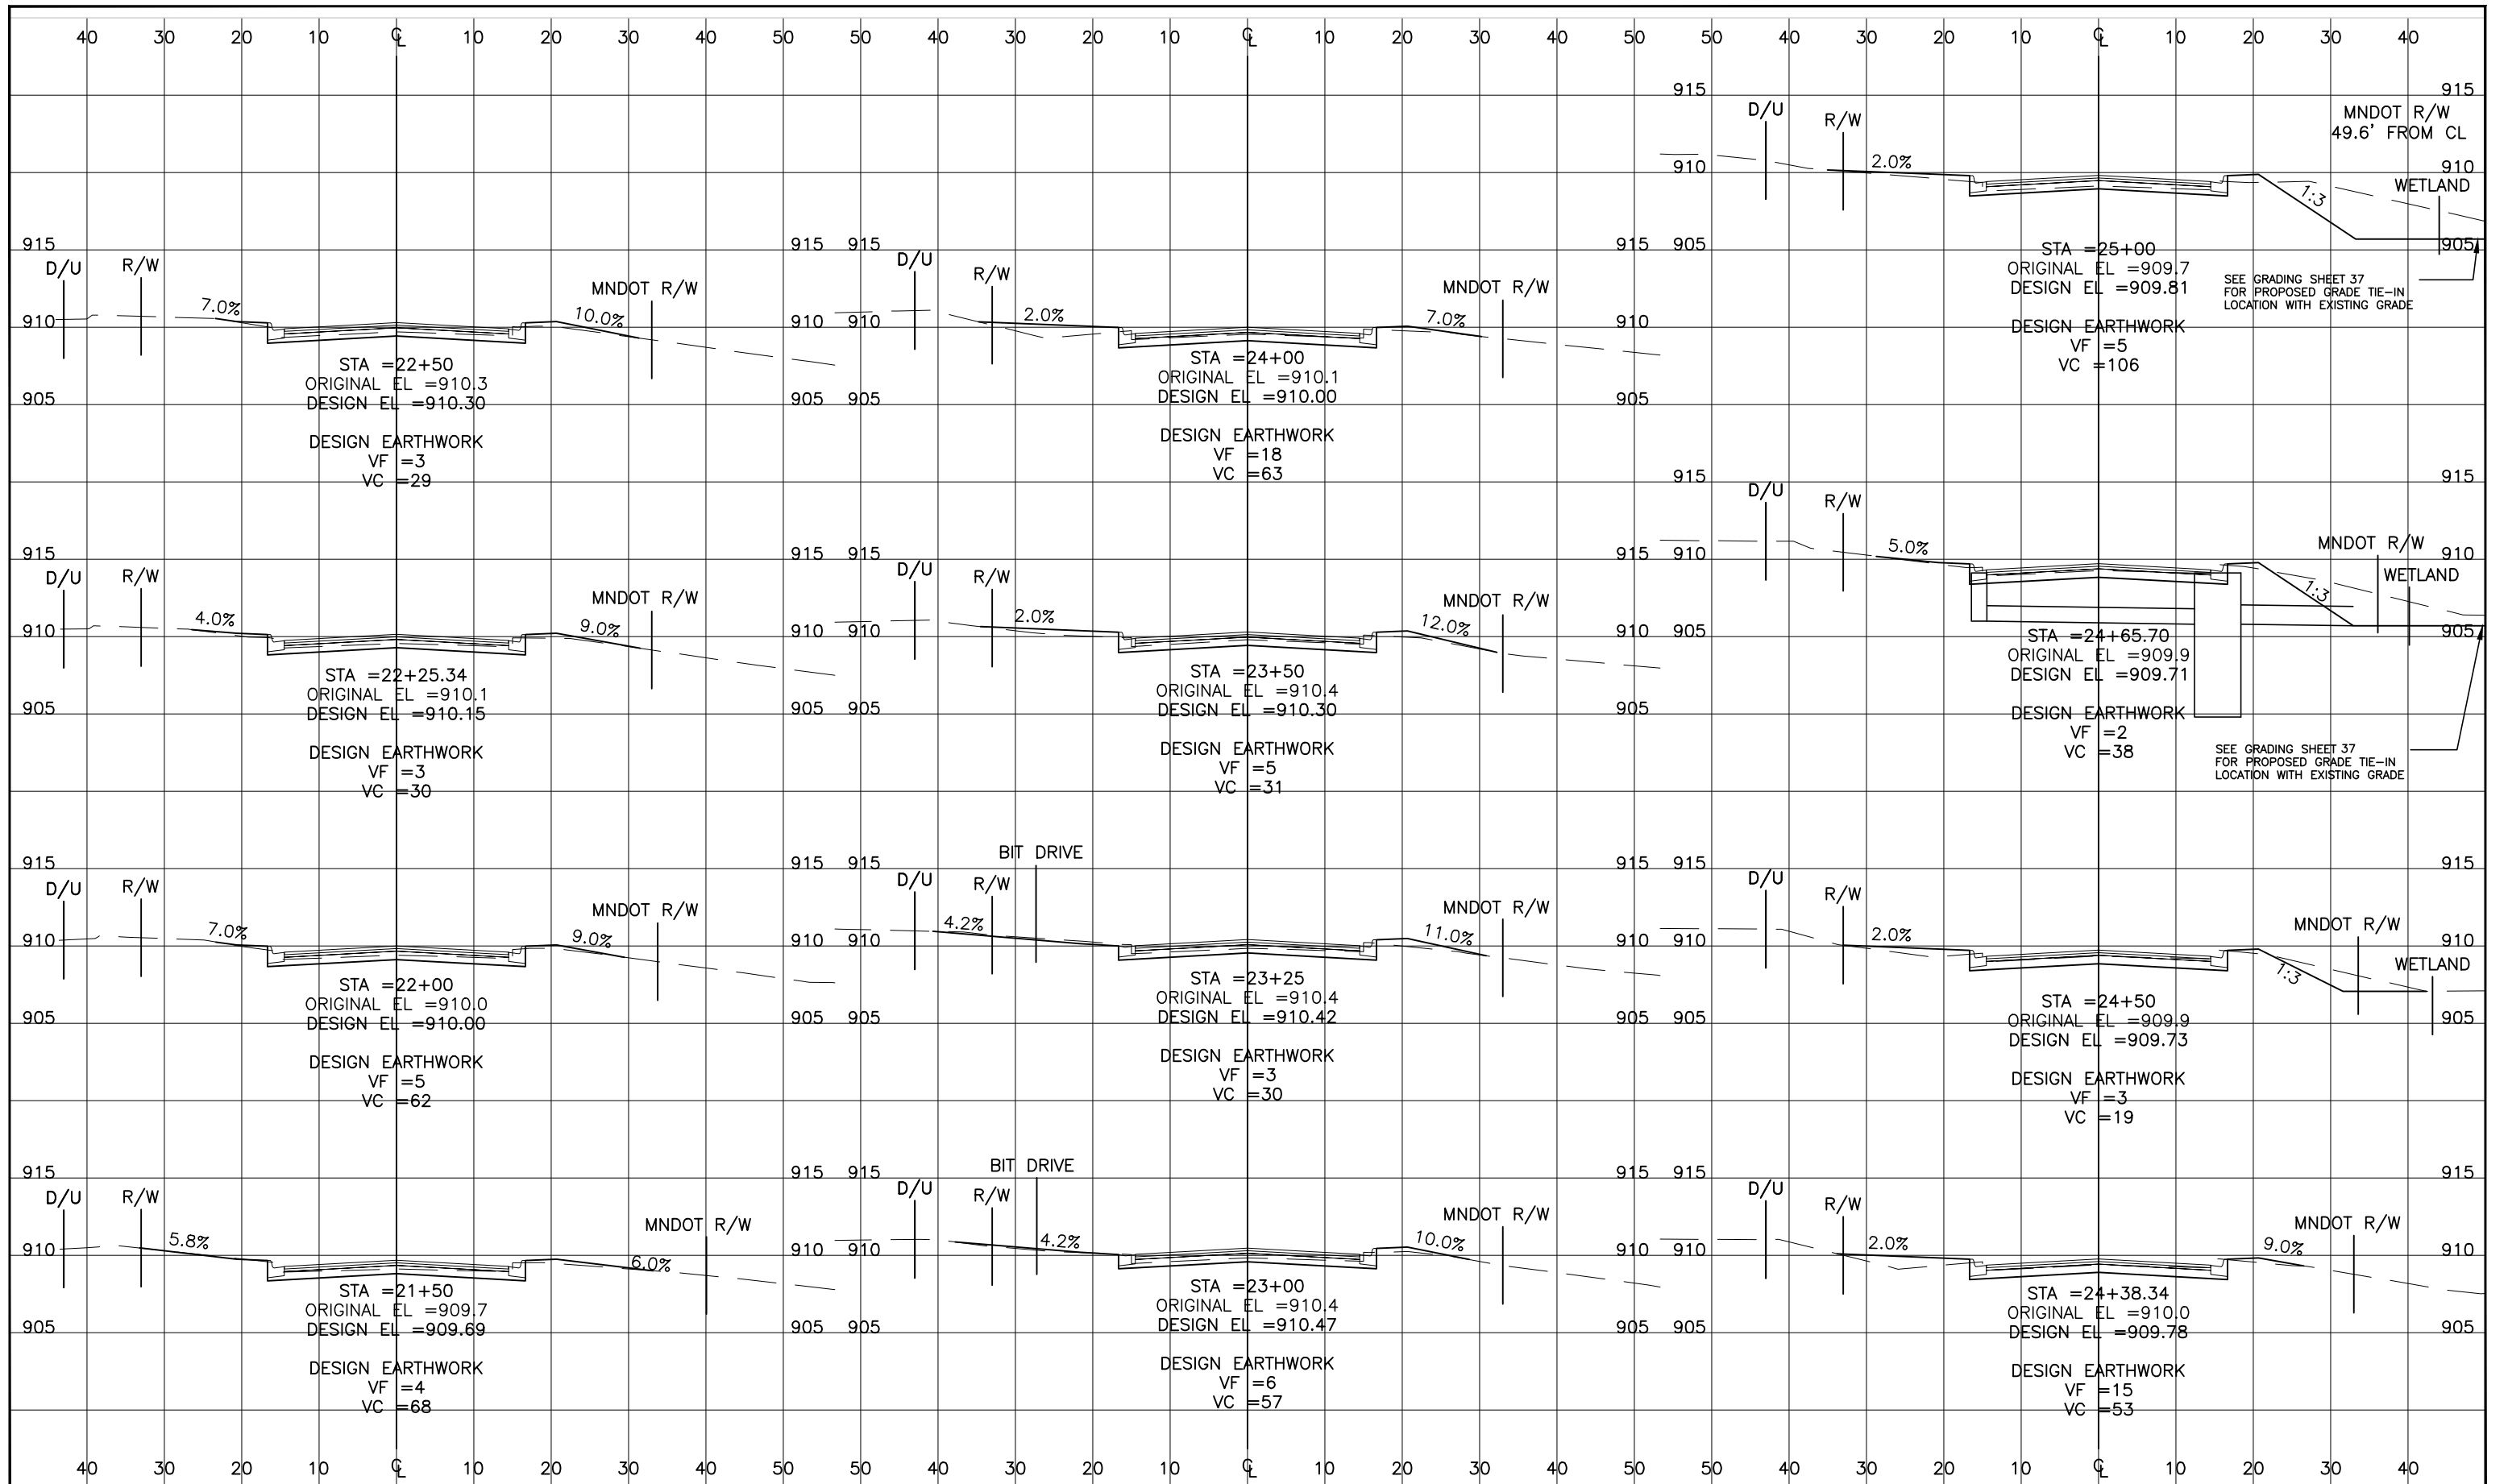 40 30 20 10 ℄ 10 20 30 40 50 50 40 30 20 10 ℄ 10 20 30 40 50 50 40 30 20 10 ℄ 10 20 30 40
915 915
D/U
R/W
MNDOT R/W
49.6' FROM CL
910 910
2.0%
1:3
WETLAND
905 905
STA =25+00
ORIGINAL EL =909.7
DESIGN EL =909.81
DESIGN EARTHWORK
VF =5
VC =106
SEE GRADING SHEET 37
FOR PROPOSED GRADE TIE-IN
LOCATION WITH EXISTING GRADE
915 915
D/U
R/W
MNDOT R/W
7.0%
10.0%
910 910
STA =22+50
ORIGINAL EL =910.3
DESIGN EL =910.30
905 905
DESIGN EARTHWORK
VF =3
VC =29
915 915
D/U
R/W
MNDOT R/W
2.0%
7.0%
910 910
STA =24+00
ORIGINAL EL =910.1
DESIGN EL =910.00
905 905
DESIGN EARTHWORK
VF =18
VC =63
915 915
D/U
R/W
5.0%
1:3
MNDOT R/W
WETLAND
910 910
905 905
STA =24+65.70
ORIGINAL EL =909.9
DESIGN EL =909.71
DESIGN EARTHWORK
VF =2
VC =38
SEE GRADING SHEET 37
FOR PROPOSED GRADE TIE-IN
LOCATION WITH EXISTING GRADE
915 915
D/U
R/W
MNDOT R/W
4.0%
9.0%
910 910
STA =22+25.34
ORIGINAL EL =910.1
DESIGN EL =910.15
905 905
DESIGN EARTHWORK
VF =3
VC =30
915 915
D/U
R/W
MNDOT R/W
2.0%
12.0%
910 910
STA =23+50
ORIGINAL EL =910.4
DESIGN EL =910.30
905 905
DESIGN EARTHWORK
VF =5
VC =31
915 915
D/U
R/W
MNDOT R/W
7.0%
9.0%
910 910
STA =22+00
ORIGINAL EL =910.0
DESIGN EL =910.00
905 905
DESIGN EARTHWORK
VF =5
VC =62
BIT DRIVE
915 915
D/U
R/W
MNDOT R/W
4.2%
11.0%
910 910
STA =23+25
ORIGINAL EL =910.4
DESIGN EL =910.42
905 905
DESIGN EARTHWORK
VF =3
VC =30
915 915
D/U
R/W
MNDOT R/W
WETLAND
2.0%
1:3
910 910
STA =24+50
ORIGINAL EL =909.9
DESIGN EL =909.73
905 905
DESIGN EARTHWORK
VF =3
VC =19
915 915
D/U
R/W
MNDOT R/W
5.8%
6.0%
910 910
STA =21+50
ORIGINAL EL =909.7
DESIGN EL =909.69
905 905
DESIGN EARTHWORK
VF =4
VC =68
BIT DRIVE
915 915
D/U
R/W
MNDOT R/W
4.2%
10.0%
910 910
STA =23+00
ORIGINAL EL =910.4
DESIGN EL =910.47
905 905
DESIGN EARTHWORK
VF =6
VC =57
915 915
D/U
R/W
MNDOT R/W
2.0%
9.0%
910 910
STA =24+38.34
ORIGINAL EL =910.0
DESIGN EL =909.78
905 905
DESIGN EARTHWORK
VF =15
VC =53
40 30 20 10 ℄ 10 20 30 40 50 50 40 30 20 10 ℄ 10 20 30 40 50 50 40 30 20 10 ℄ 10 20 30 40